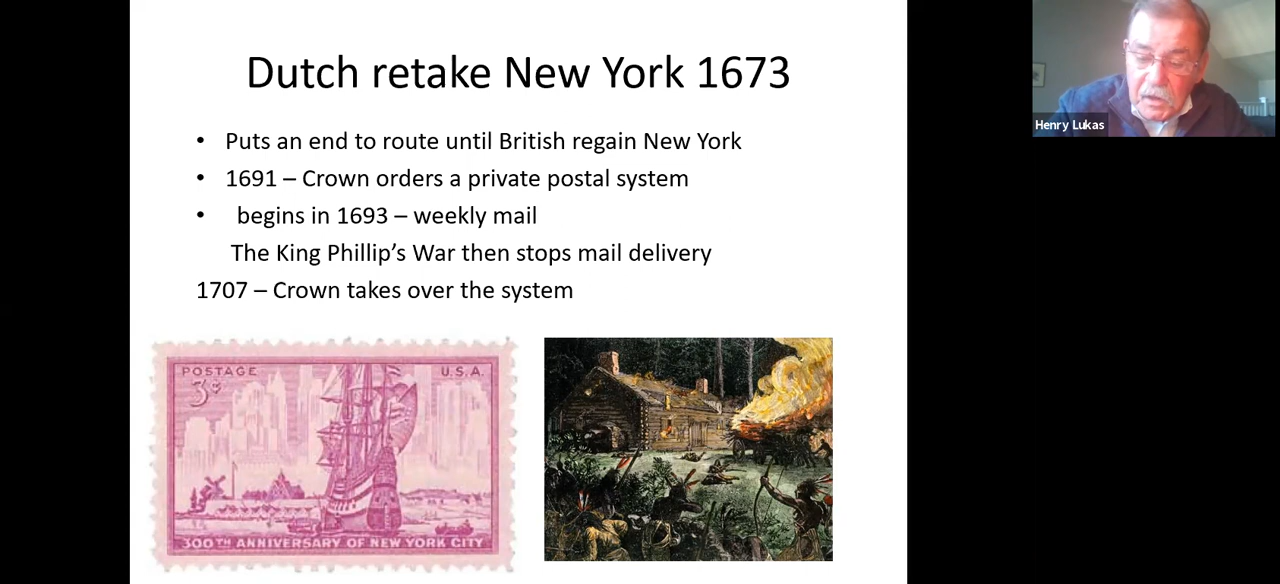 Dutch retake New York 1673
• Puts an end to route until British regain New York
• 1691 – Crown orders a private postal system
• begins in 1693 – weekly mail
The King Phillip’s War then stops mail delivery
1707 – Crown takes over the system
POSTAGE U.S.A.
3¢
300TH ANNIVERSARY OF NEW YORK CITY
Henry Lukas